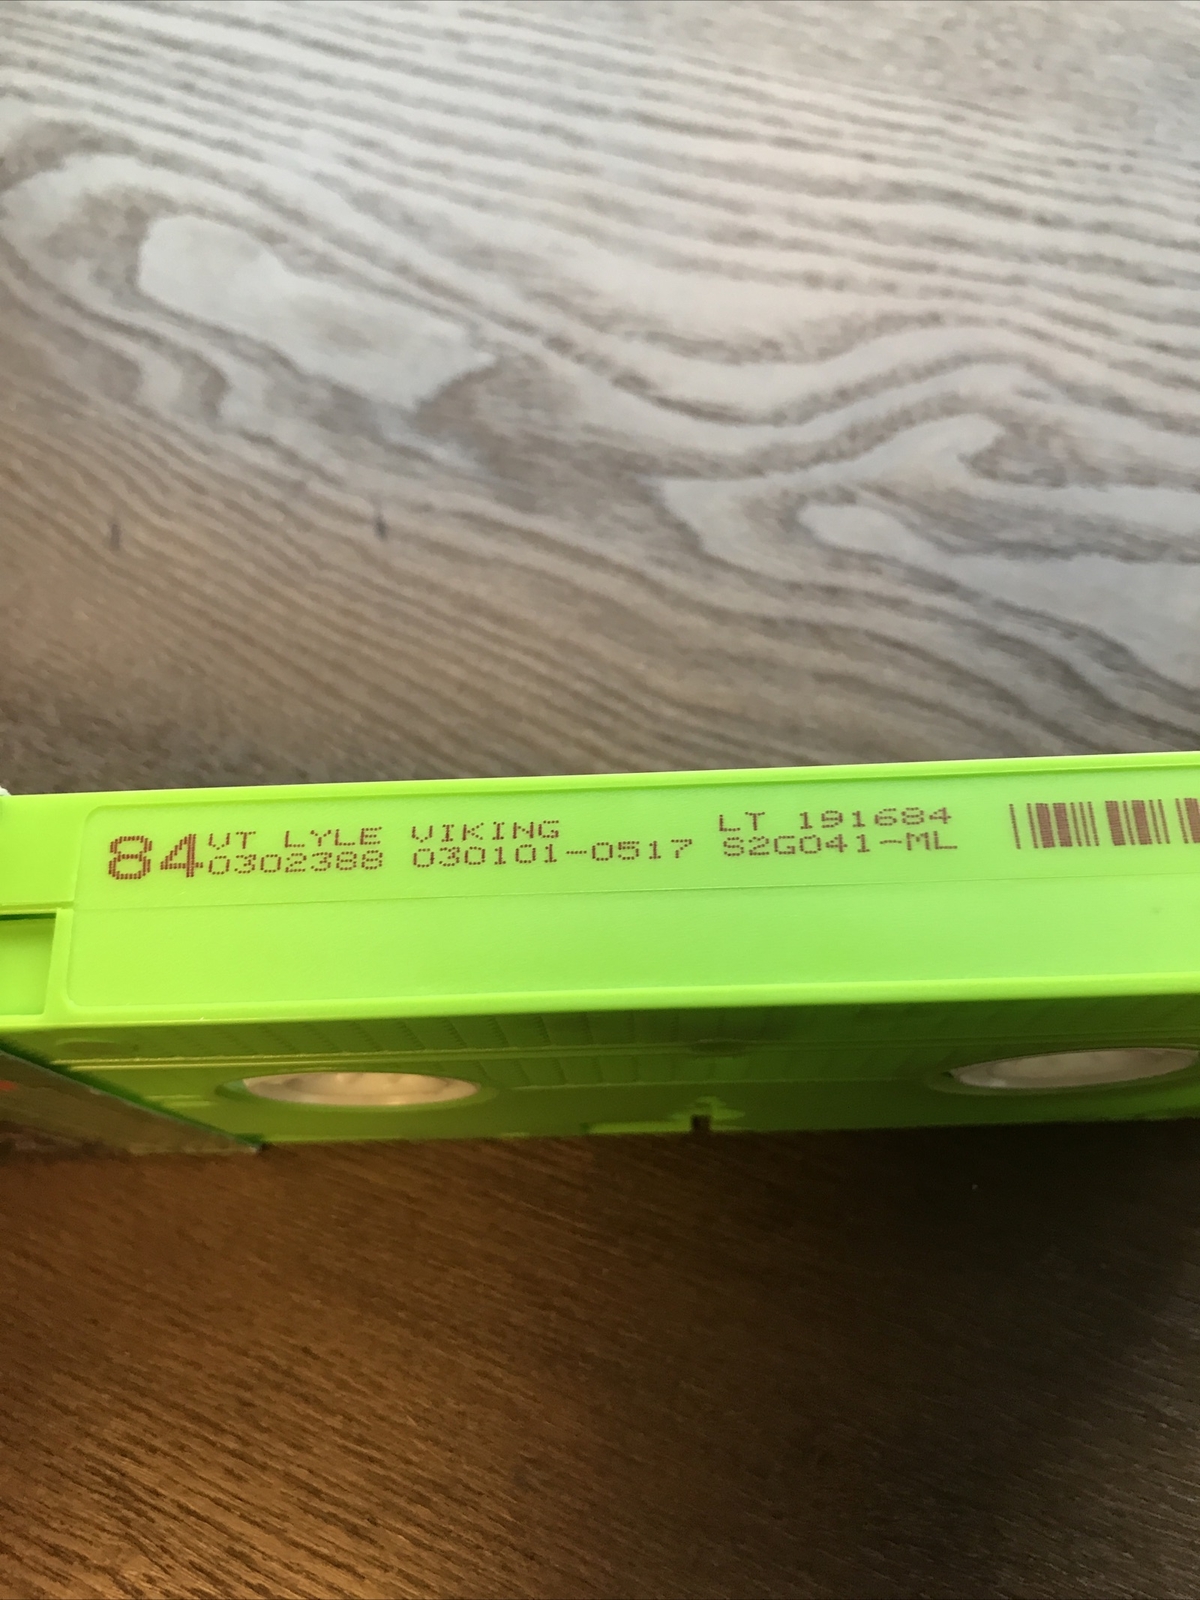 84 VT LYLE VIKING LT 191684
0302388 030101-0517 S2G041-ML